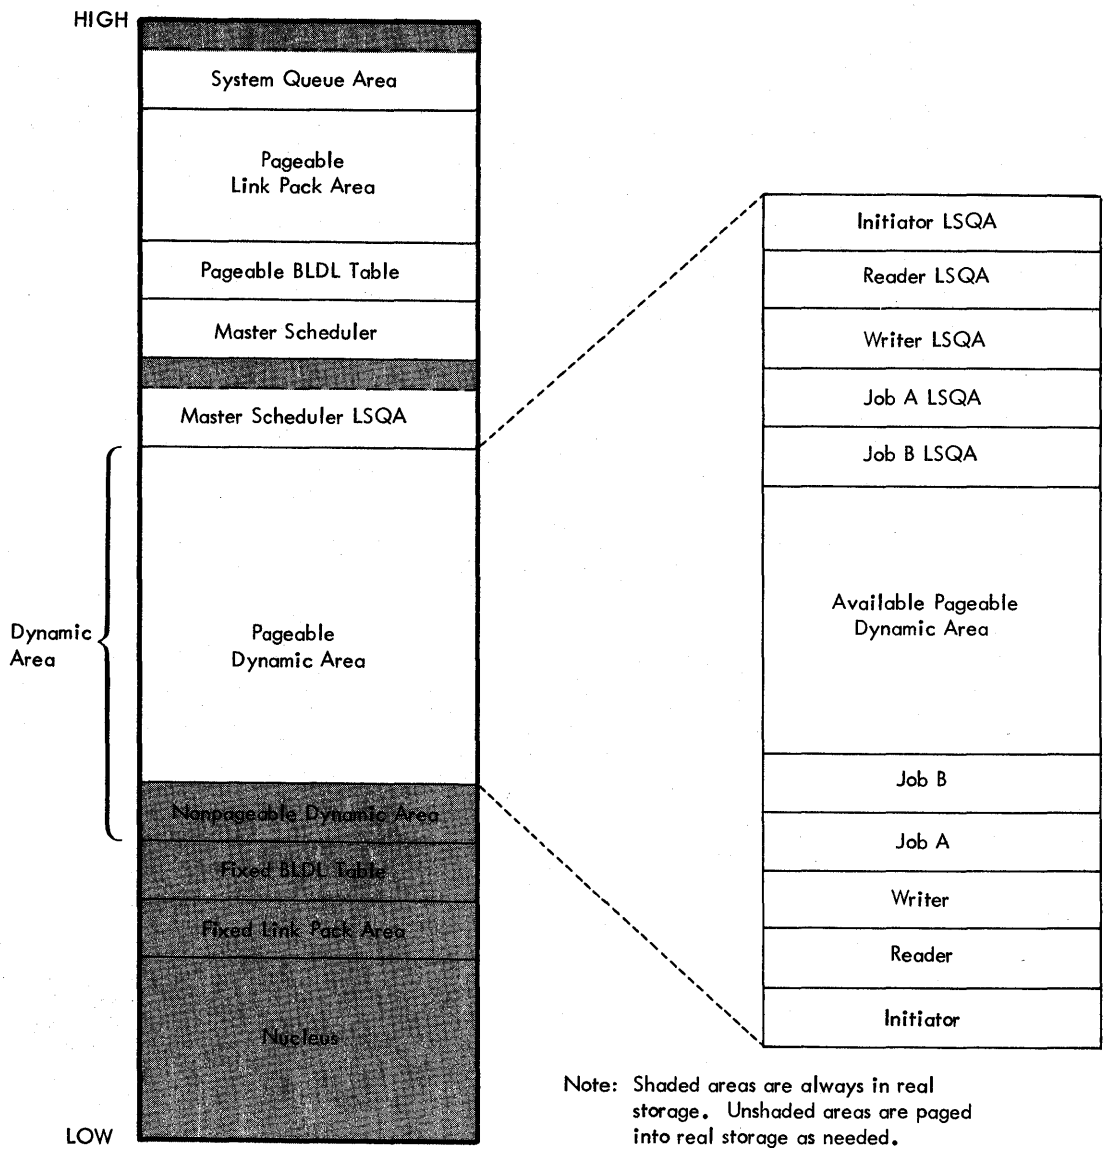 HIGH
System Queue Area
Pageable
Link Pack Area
Pageable BLDL Table
Master Scheduler
Master Scheduler LSQA
Dynamic
Area
Pageable
Dynamic Area
Nonpageable Dynamic Area
Fixed BLDL Table
Fixed Link Pack Area
Nucleus
LOW
Initiator LSQA
Reader LSQA
Writer LSQA
Job A LSQA
Job B LSQA
Available Pageable
Dynamic Area
Job B
Job A
Writer
Reader
Initiator
Note: Shaded areas are always in real
storage. Unshaded areas are paged
into real storage as needed.